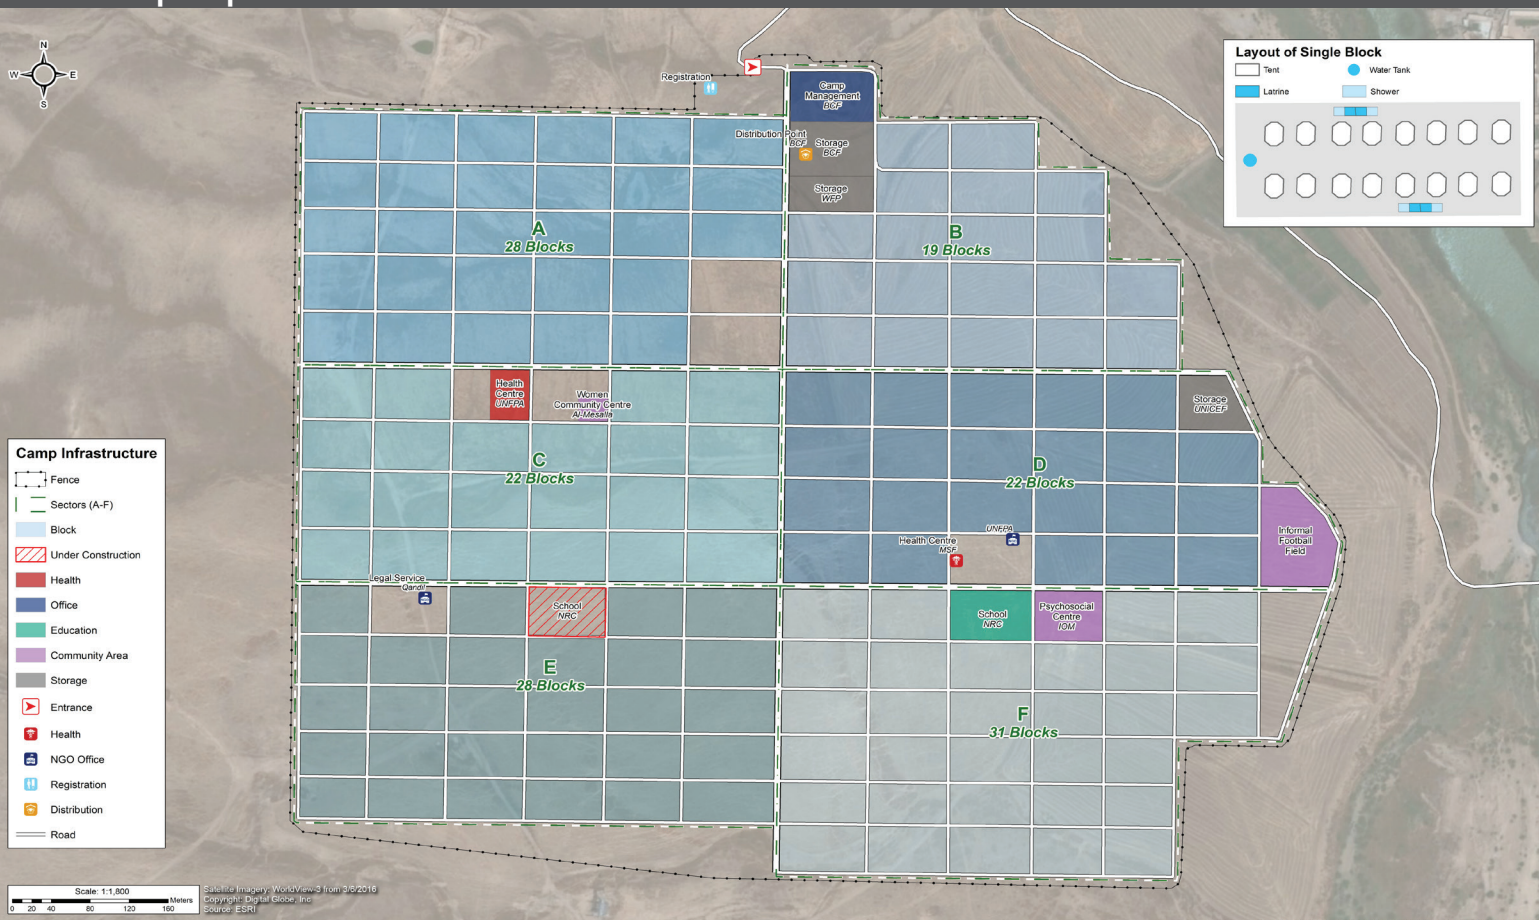 N
W
E
S
Registration
Camp
Management
BCF
Distribution Point
BCF
Storage
BCF
Storage
WFP
A
28 Blocks
B
19 Blocks
Health
Centre
UNFPA
Women
Community Centre
Al-Mesalla
Storage
UNICEF
C
22 Blocks
D
22 Blocks
UNFPA
Health Centre
MSF
Informal
Football
Field
Legal Service
Qandil
School
NRC
School
NRC
Psychosocial
Centre
IOM
E
28 Blocks
F
31 Blocks
Layout of Single Block
Tent
Water Tank
Latrine
Shower
Camp Infrastructure
Fence
Sectors (A-F)
Block
Under Construction
Health
Office
Education
Community Area
Storage
Entrance
Health
NGO Office
Registration
Distribution
Road
Scale: 1:1,800
Meters
0 20 40 80 120 160
Satellite Imagery: WorldView-3 from 3/6/2016
Copyright: Digital Globe, Inc
Source: ESRI